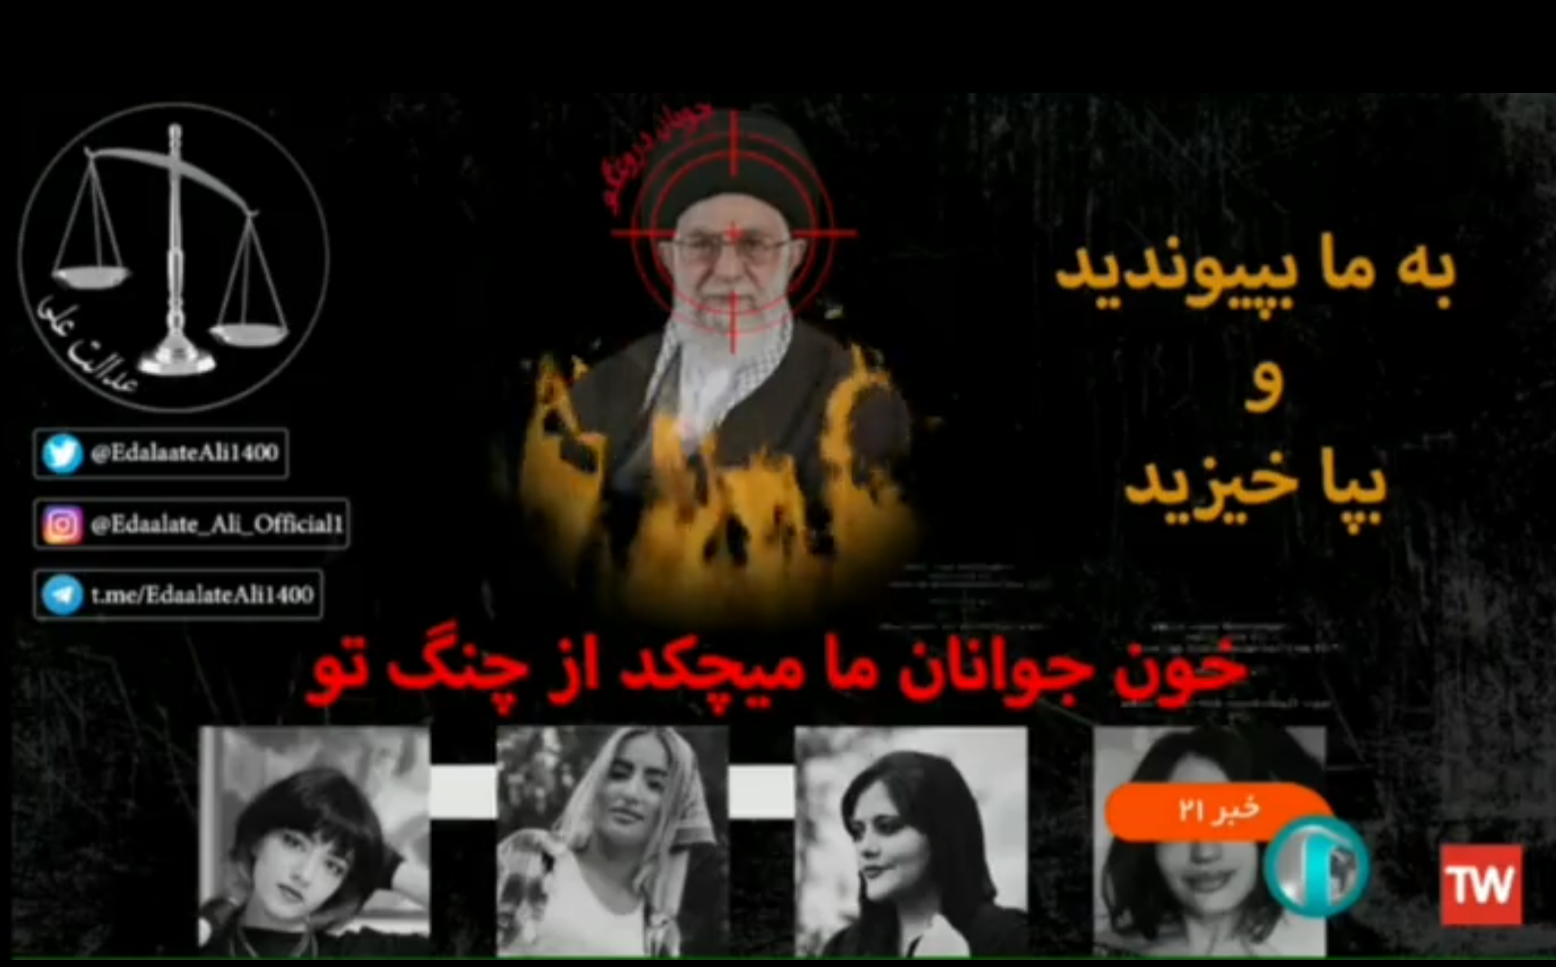 عدالت علی
@EdalaateAli1400
@Edaalate_Ali_Official1
t.me/EdaalateAli1400
به ما بپیوندید
و
بپا خیزید
خون جوانان ما میچکد از چنگ تو
خبر ۲۱
TW